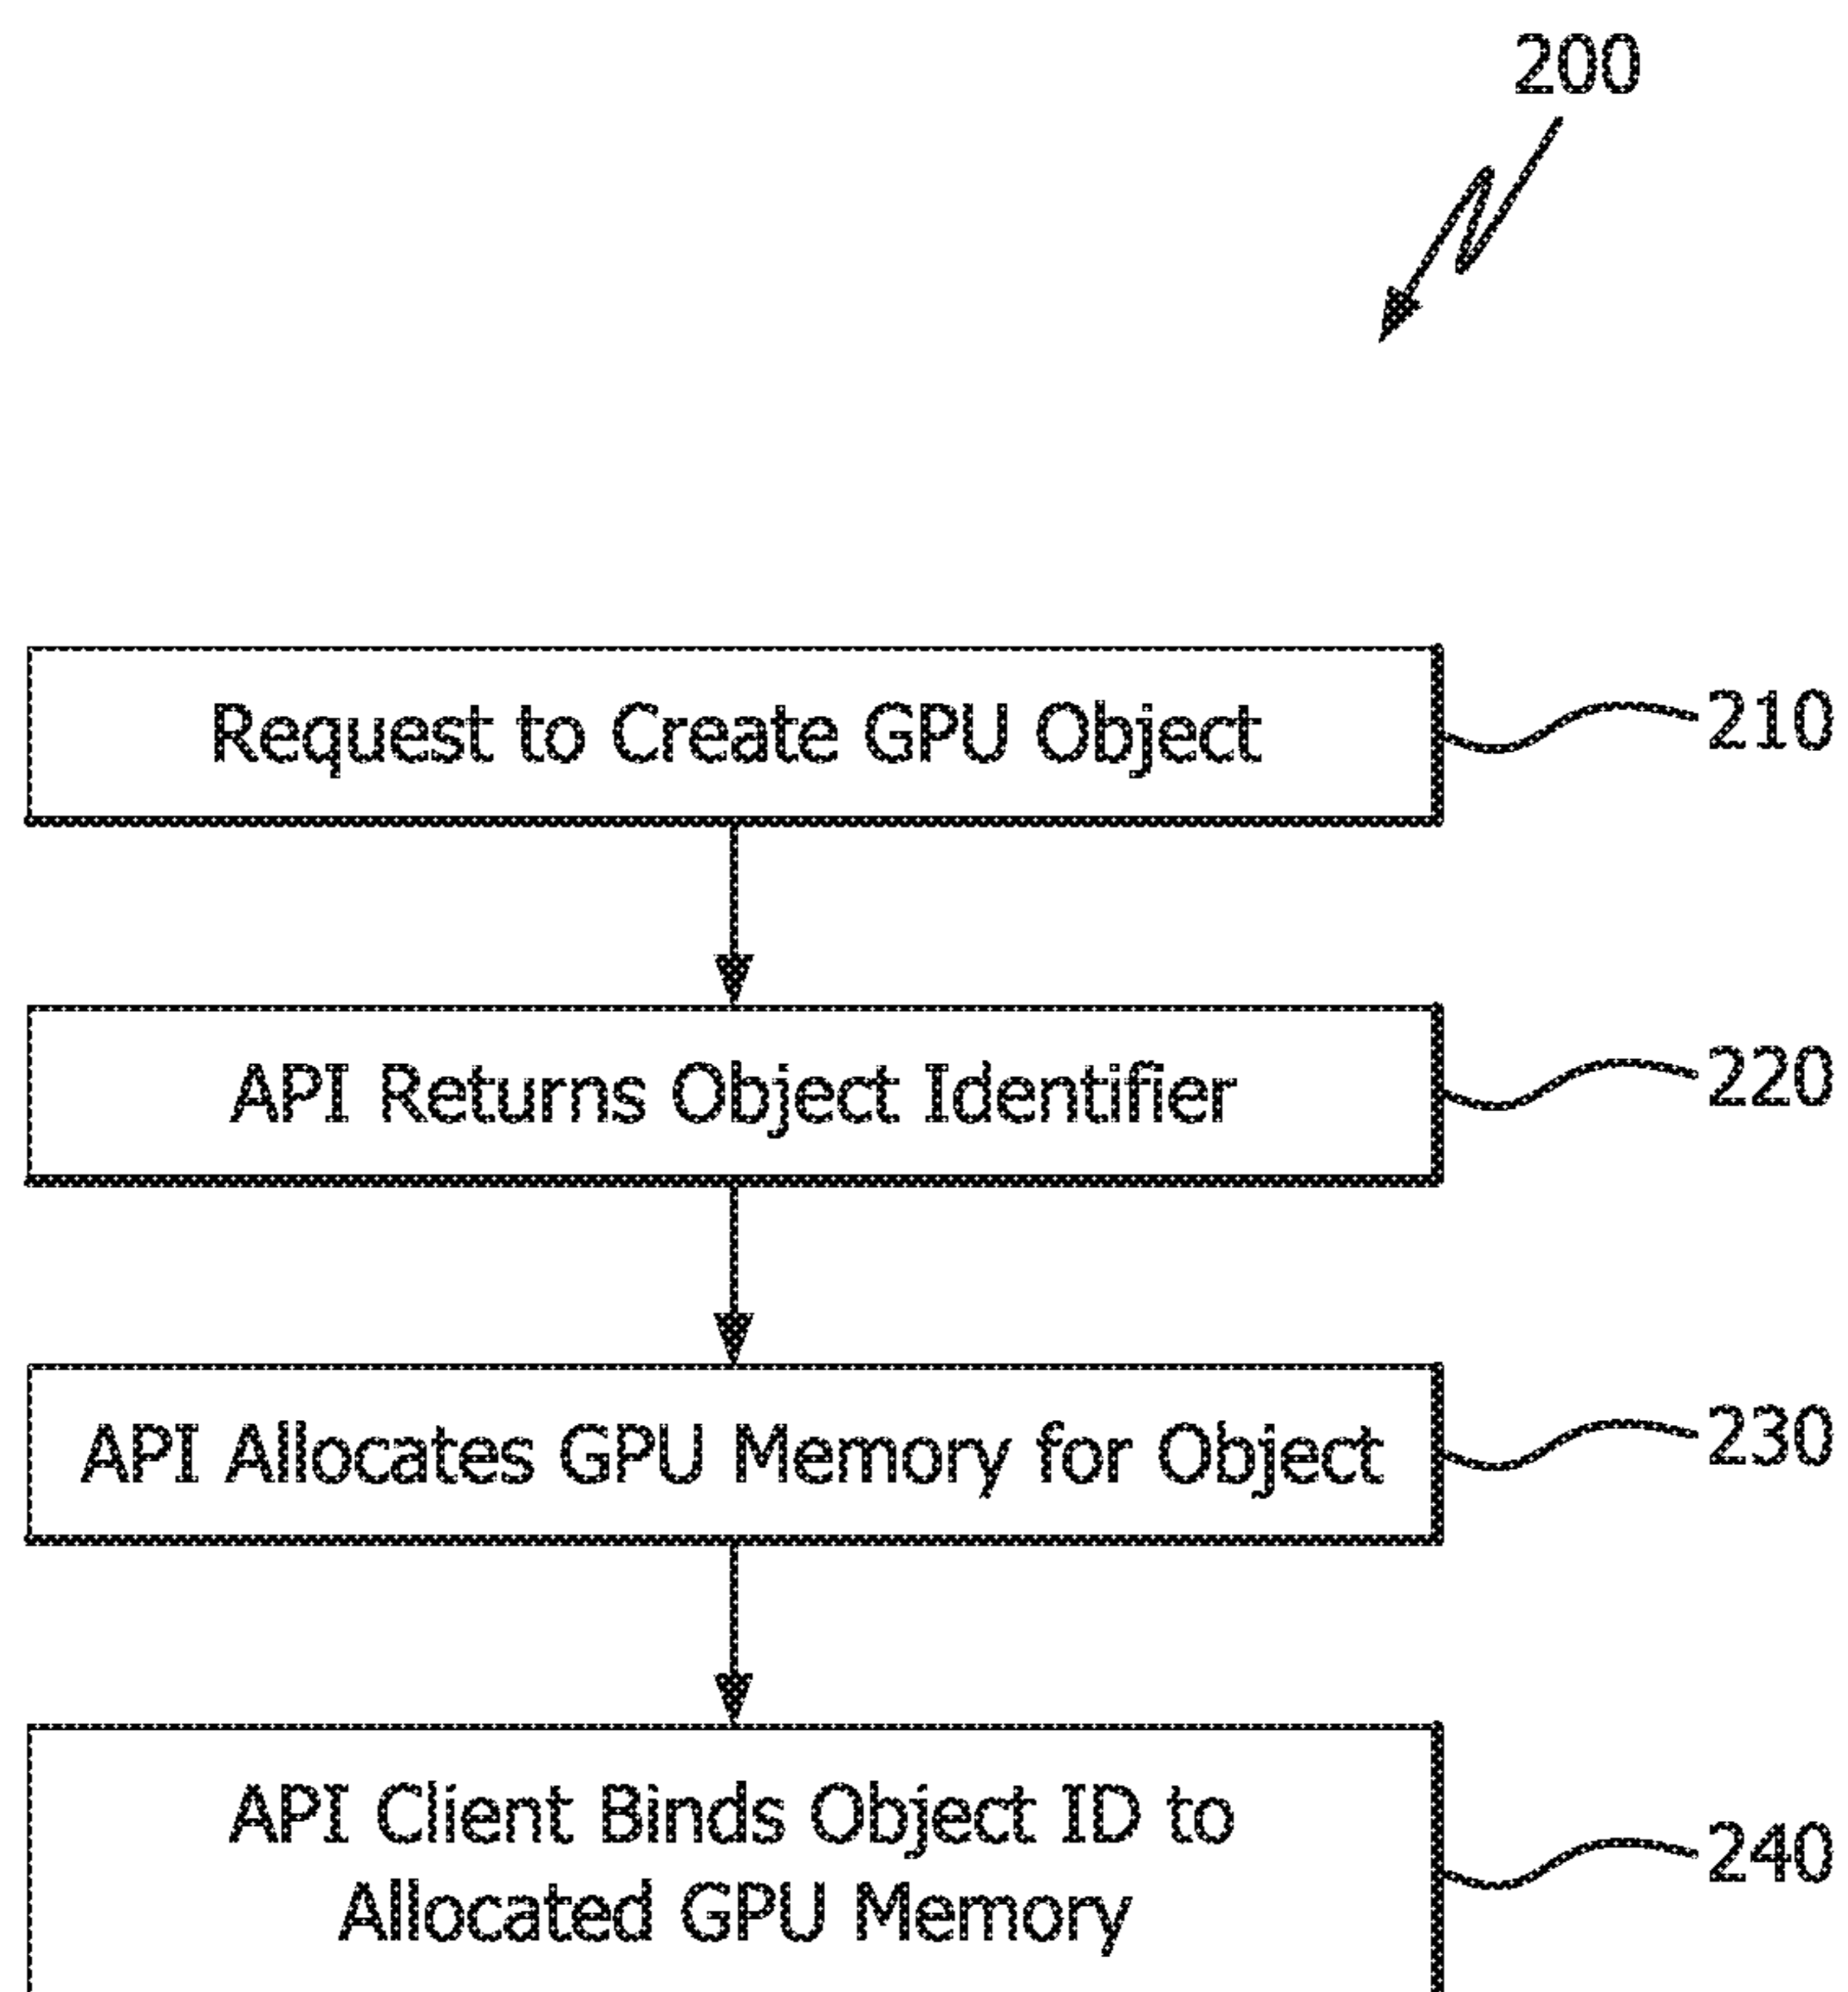 200
Request to Create GPU Object
210
API Returns Object Identifier
220
API Allocates GPU Memory for Object
230
API Client Binds Object ID to
Allocated GPU Memory
240